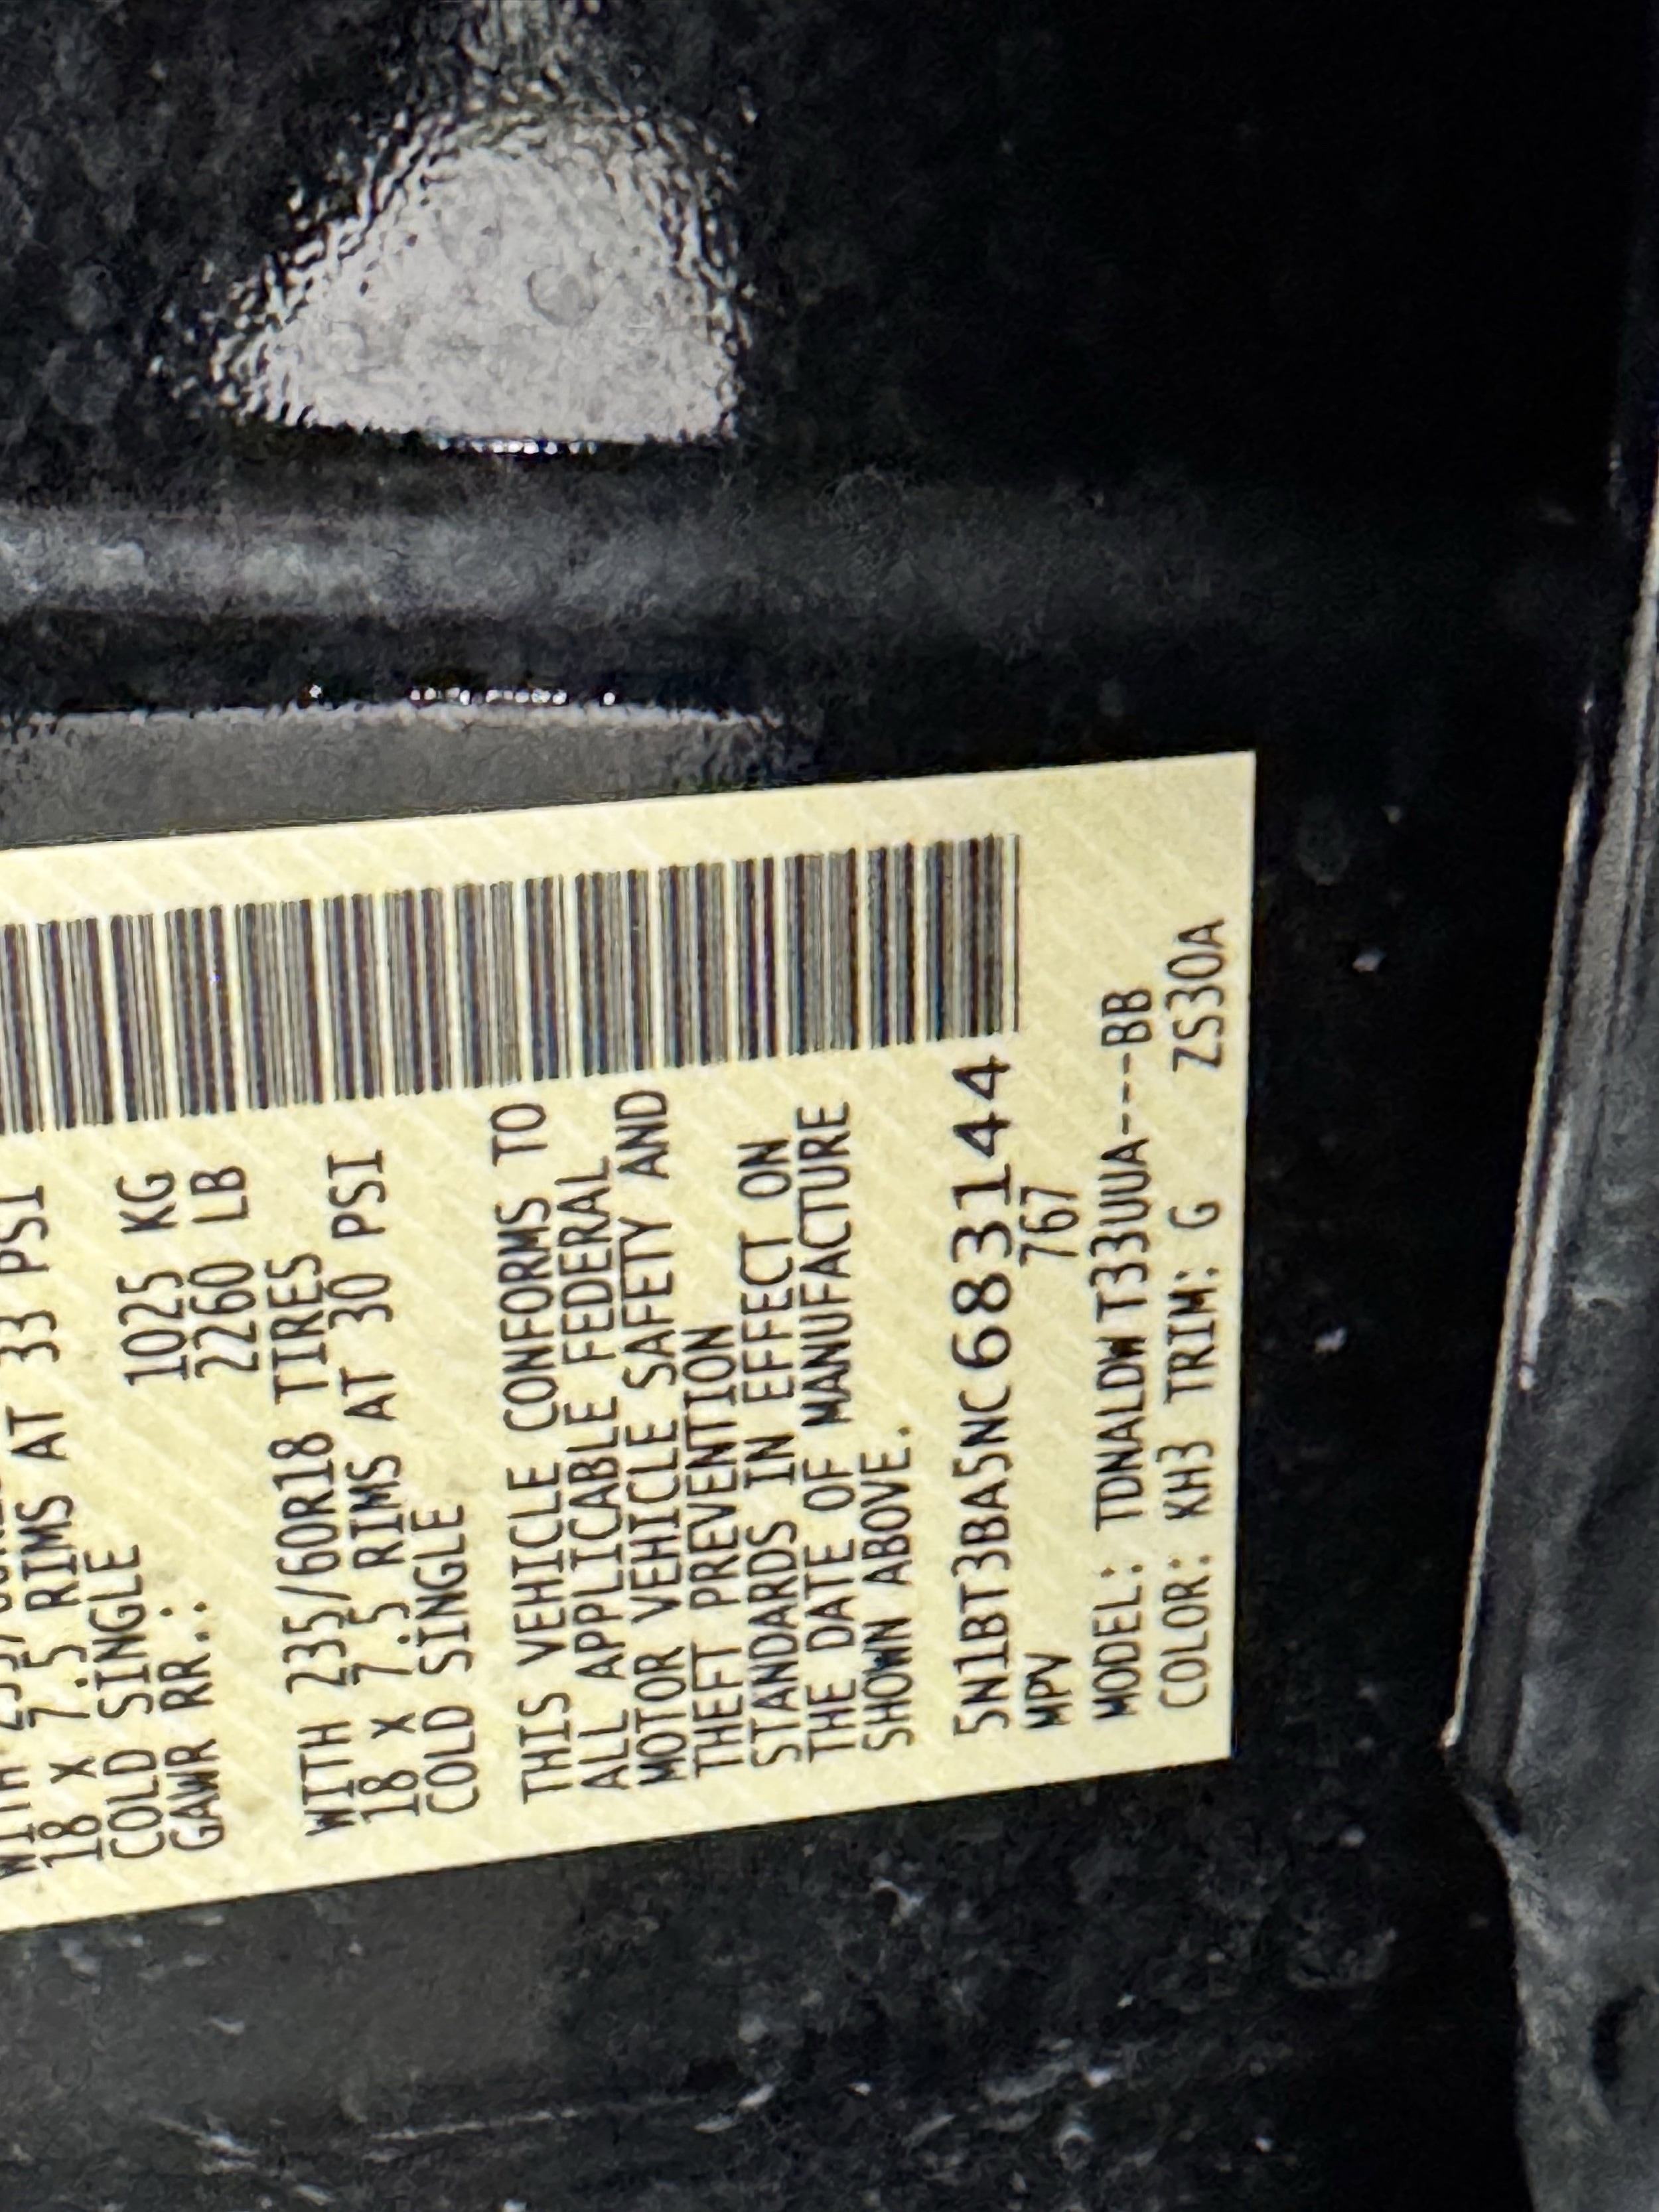 33 PSI
18 X 7.5 RIMS AT
COLD SINGLE
GAWR RR.:
1025 KG
2260 LB
WITH 235/60R18 TIRES
18 X 7.5 RIMS AT 30 PSI
COLD SINGLE
THIS VEHICLE CONFORMS TO
ALL APPLICABLE FEDERAL
MOTOR VEHICLE SAFETY AND
THEFT PREVENTION
STANDARDS IN EFFECT ON
THE DATE OF MANUFACTURE
SHOWN ABOVE.
5N1BT3BA5NC683144
MPV 767
MODEL: TDNALDWT33UUA----BB
COLOR: KH3 TRIM: G ZS30A